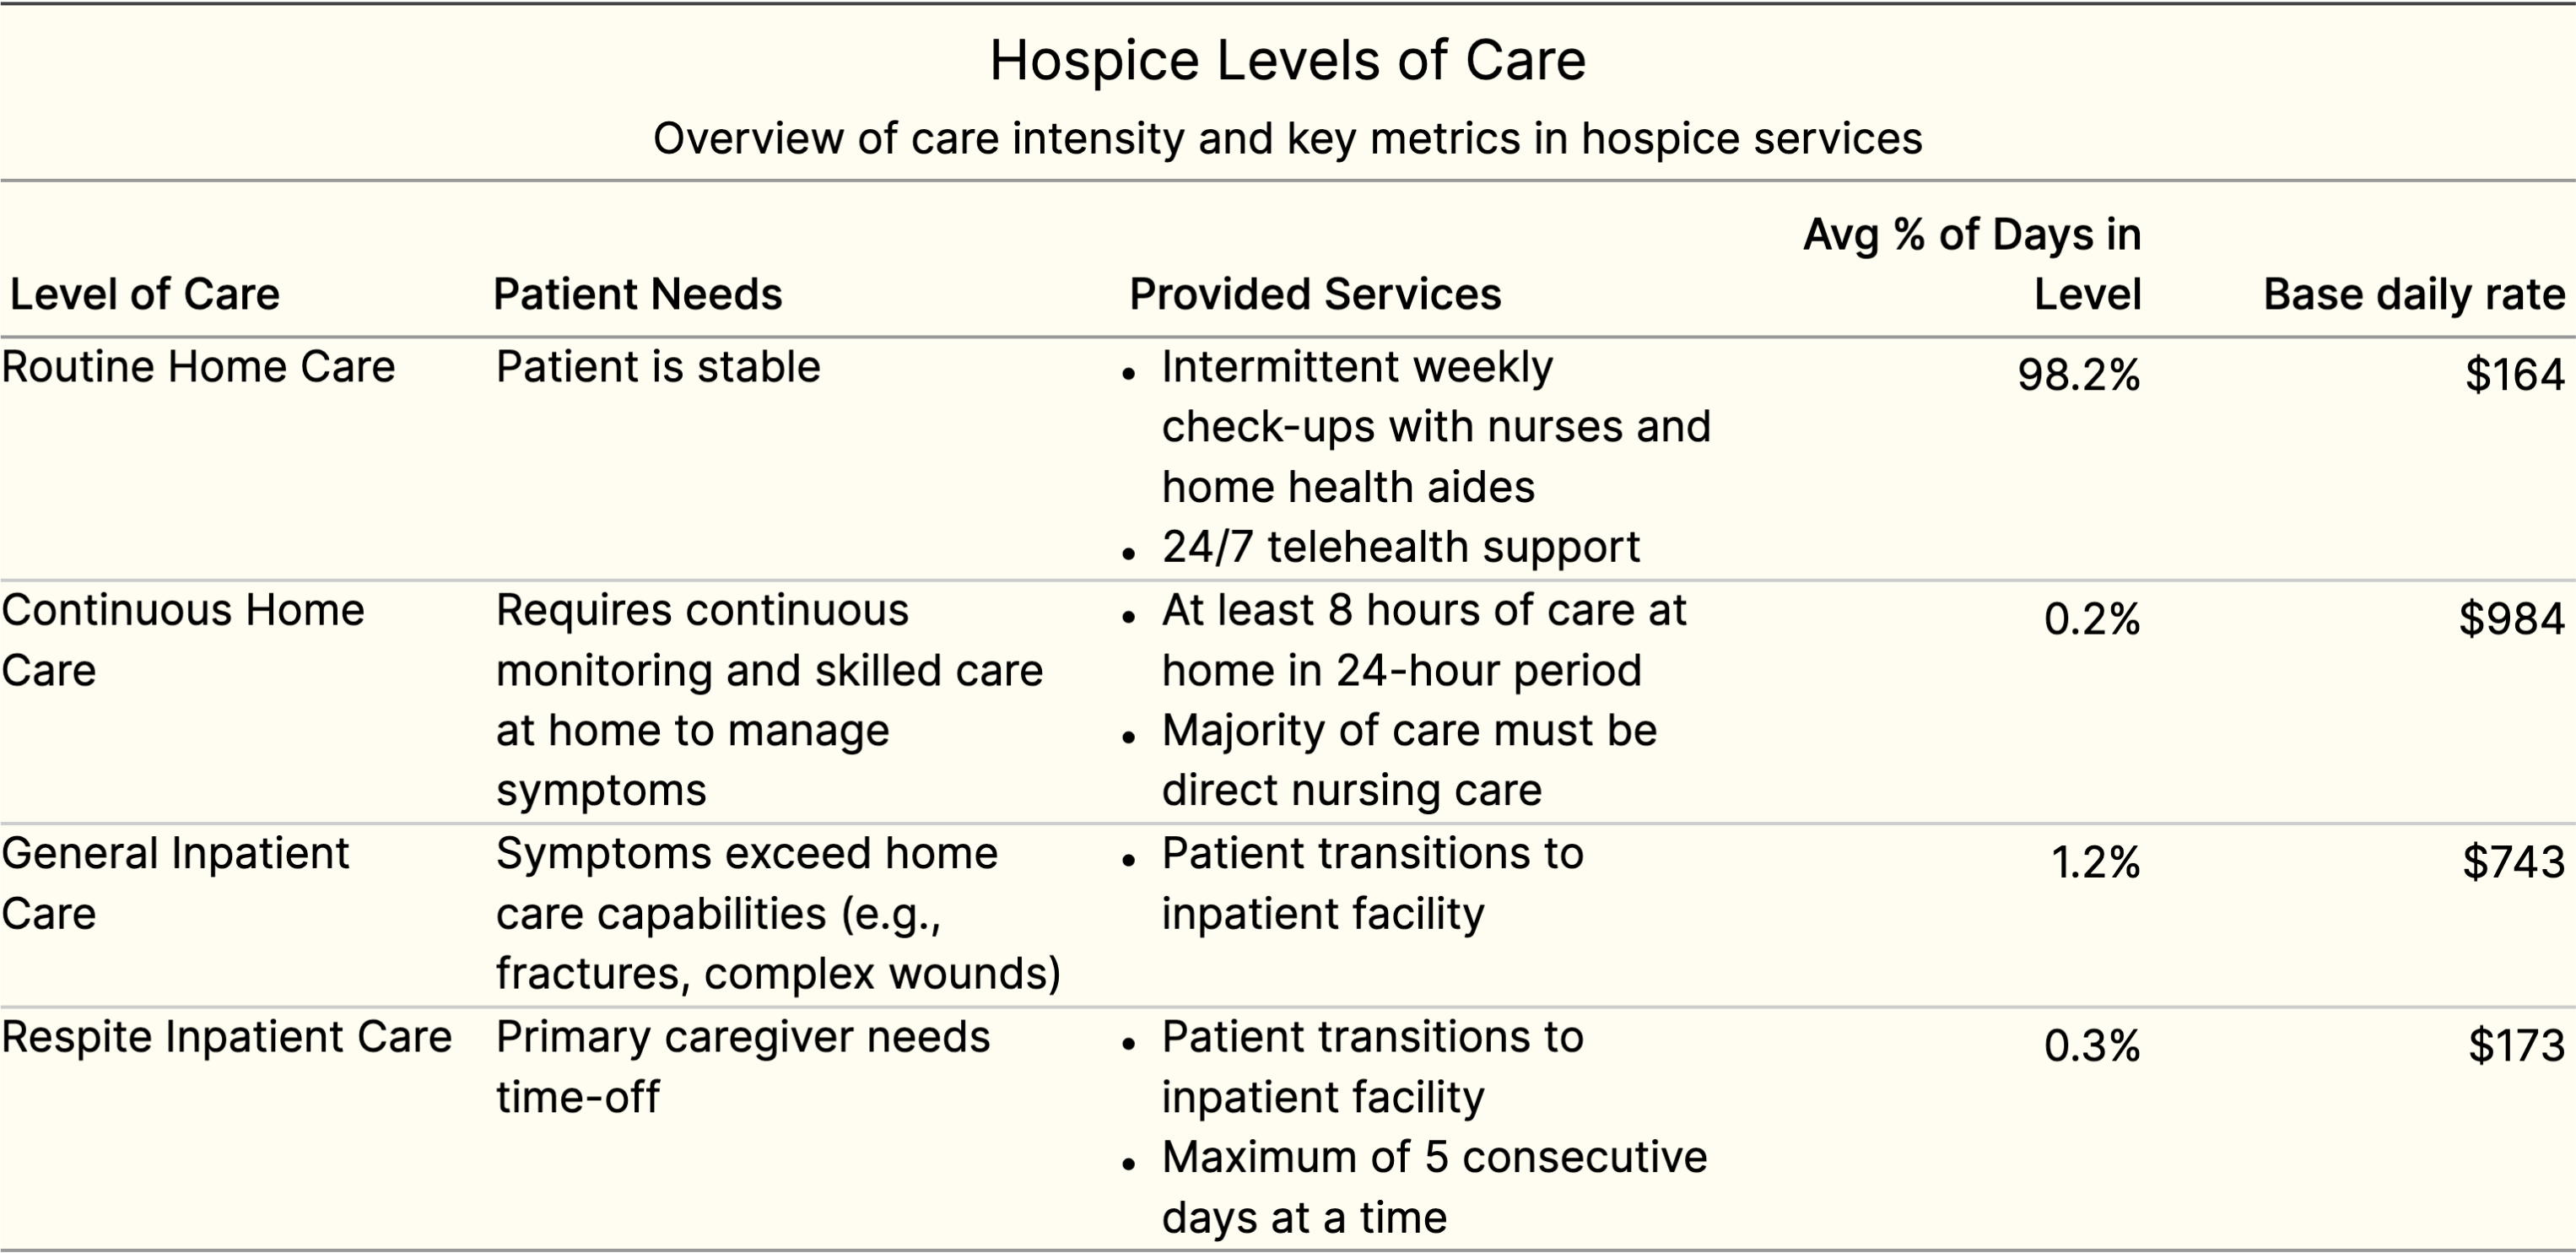 Hospice Levels of Care
Overview of care intensity and key metrics in hospice services
Avg % of Days in
Level of Care Patient Needs Provided Services Level Base daily rate
Routine Home Care Patient is stable • Intermittent weekly 98.2% $164
check-ups with nurses and
home health aides
• 24/7 telehealth support
Continuous Home Requires continuous • At least 8 hours of care at 0.2% $984
Care monitoring and skilled care home in 24-hour period
at home to manage • Majority of care must be
symptoms direct nursing care
General Inpatient Symptoms exceed home • Patient transitions to 1.2% $743
Care care capabilities (e.g., inpatient facility
fractures, complex wounds)
Respite Inpatient Care Primary caregiver needs • Patient transitions to 0.3% $173
time-off inpatient facility
• Maximum of 5 consecutive
days at a time